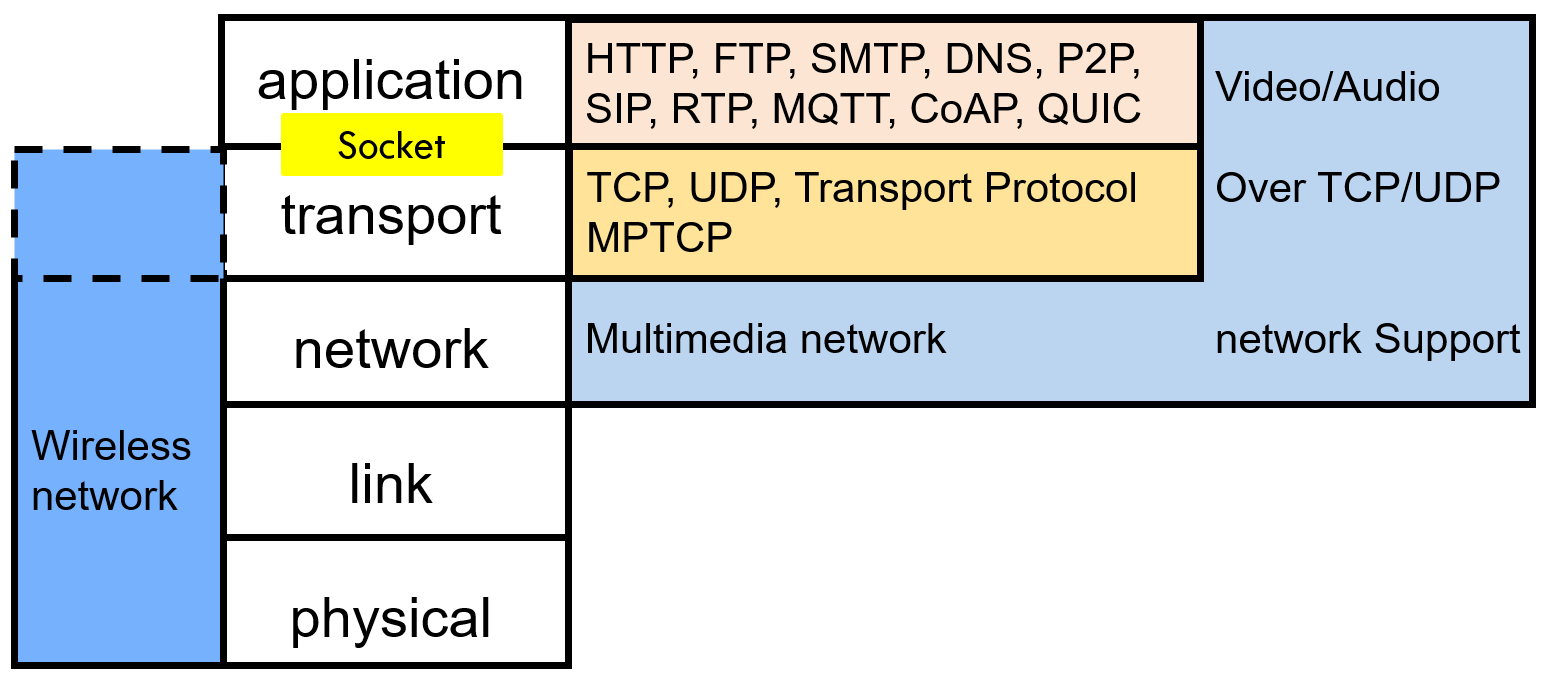 application
HTTP, FTP, SMTP, DNS, P2P,
SIP, RTP, MQTT, CoAP, QUIC
Video/Audio
Socket
transport
TCP, UDP, Transport Protocol
MPTCP
Over TCP/UDP
network
Multimedia network
network Support
Wireless
network
link
physical